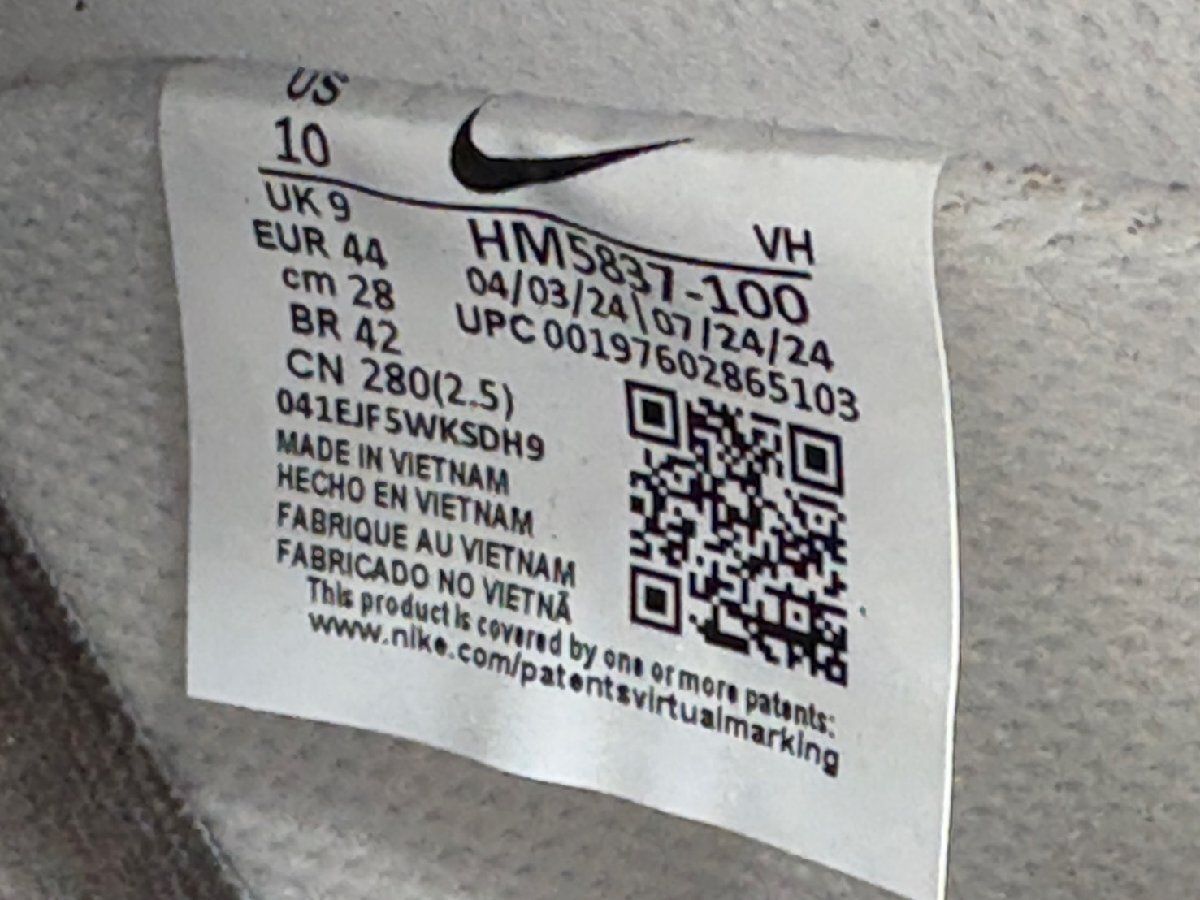 US
10
UK 9
EUR 44
cm 28
BR 42
CN 280(2.5)
VH
HM5837-100
04/03/24\07/24/24
UPC 00197602865103
041EJF5WKSDH9
MADE IN VIETNAM
HECHO EN VIETNAM
FABRIQUE AU VIETNAM
FABRICADO NO VIETNÃ
This product is covered by one or more patents:
www.nike.com/patentsvirtualmarking